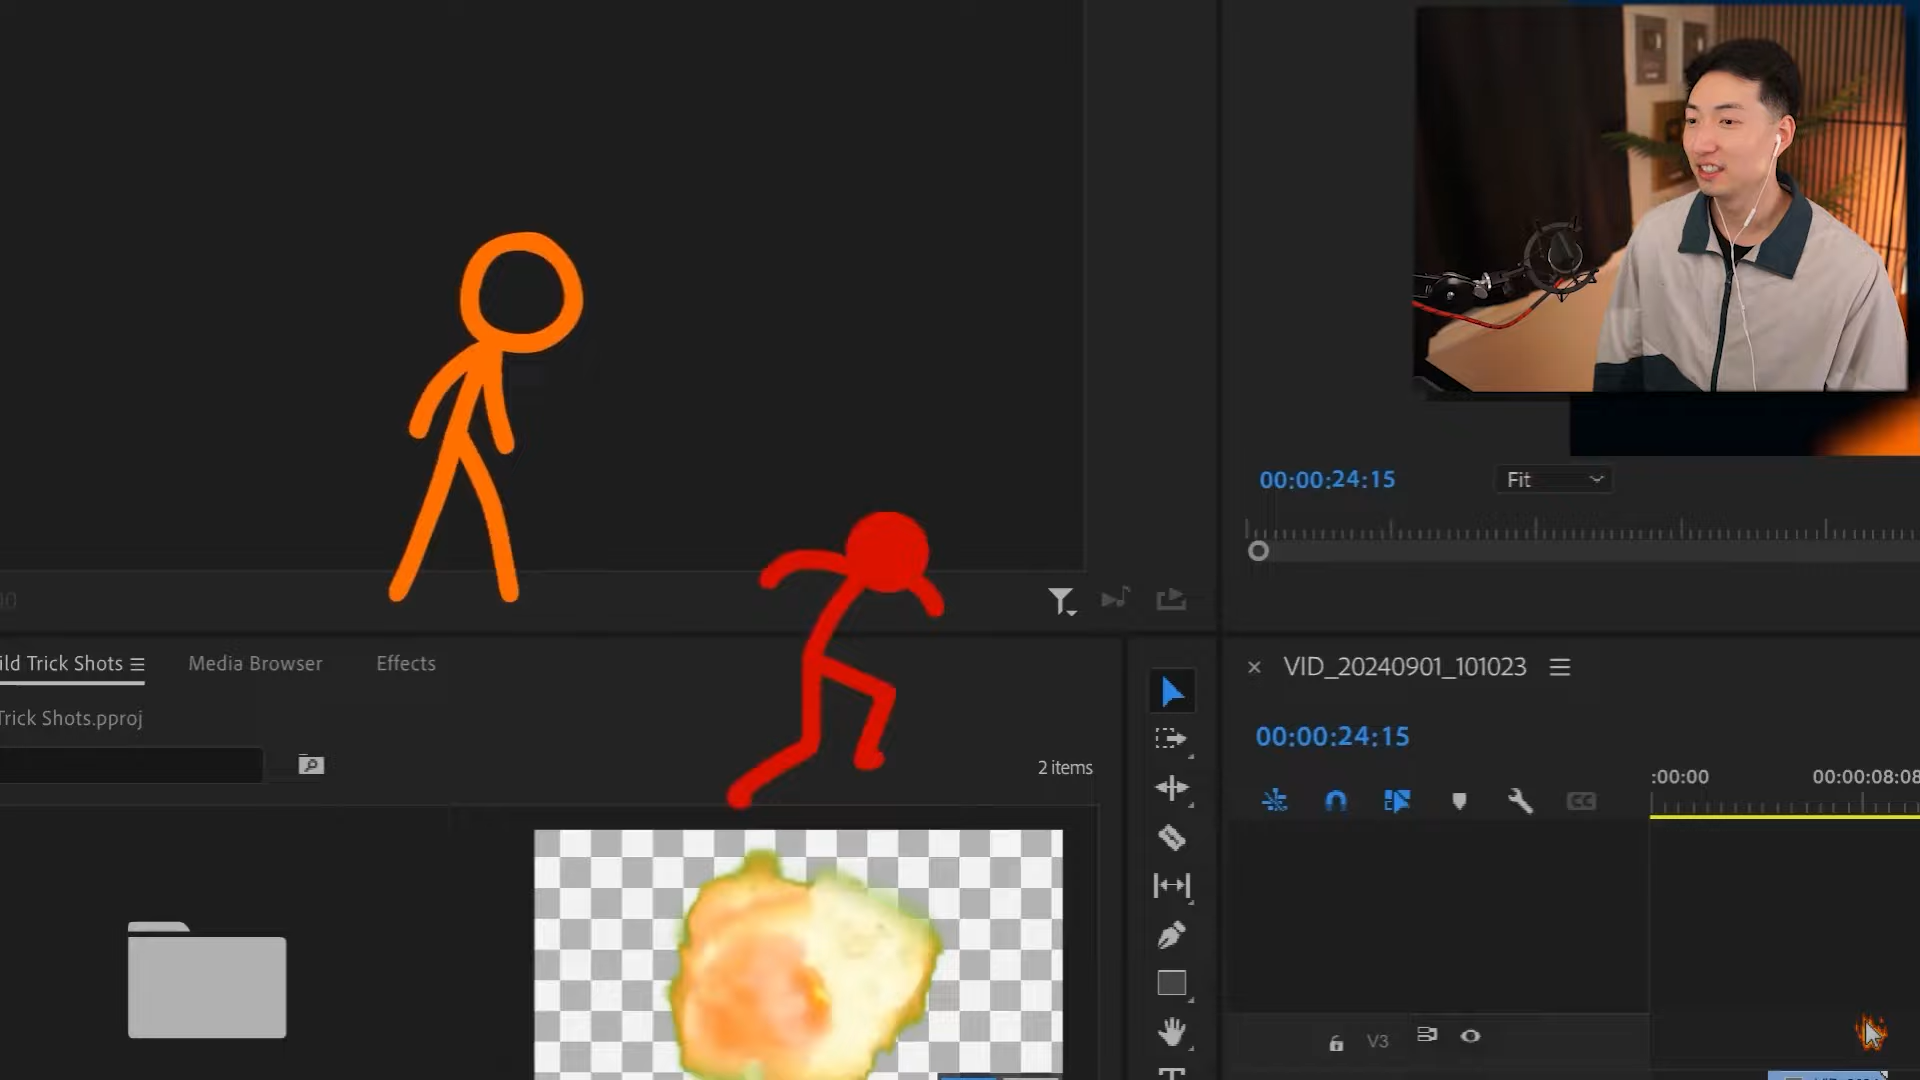 00:00:24:15
Fit
ild Trick Shots
Media Browser
Effects
VID_20240901_101023
Trick Shots.pproj
00:00:24:15
2 items
:00:00
00:00:08:08
CC
V3